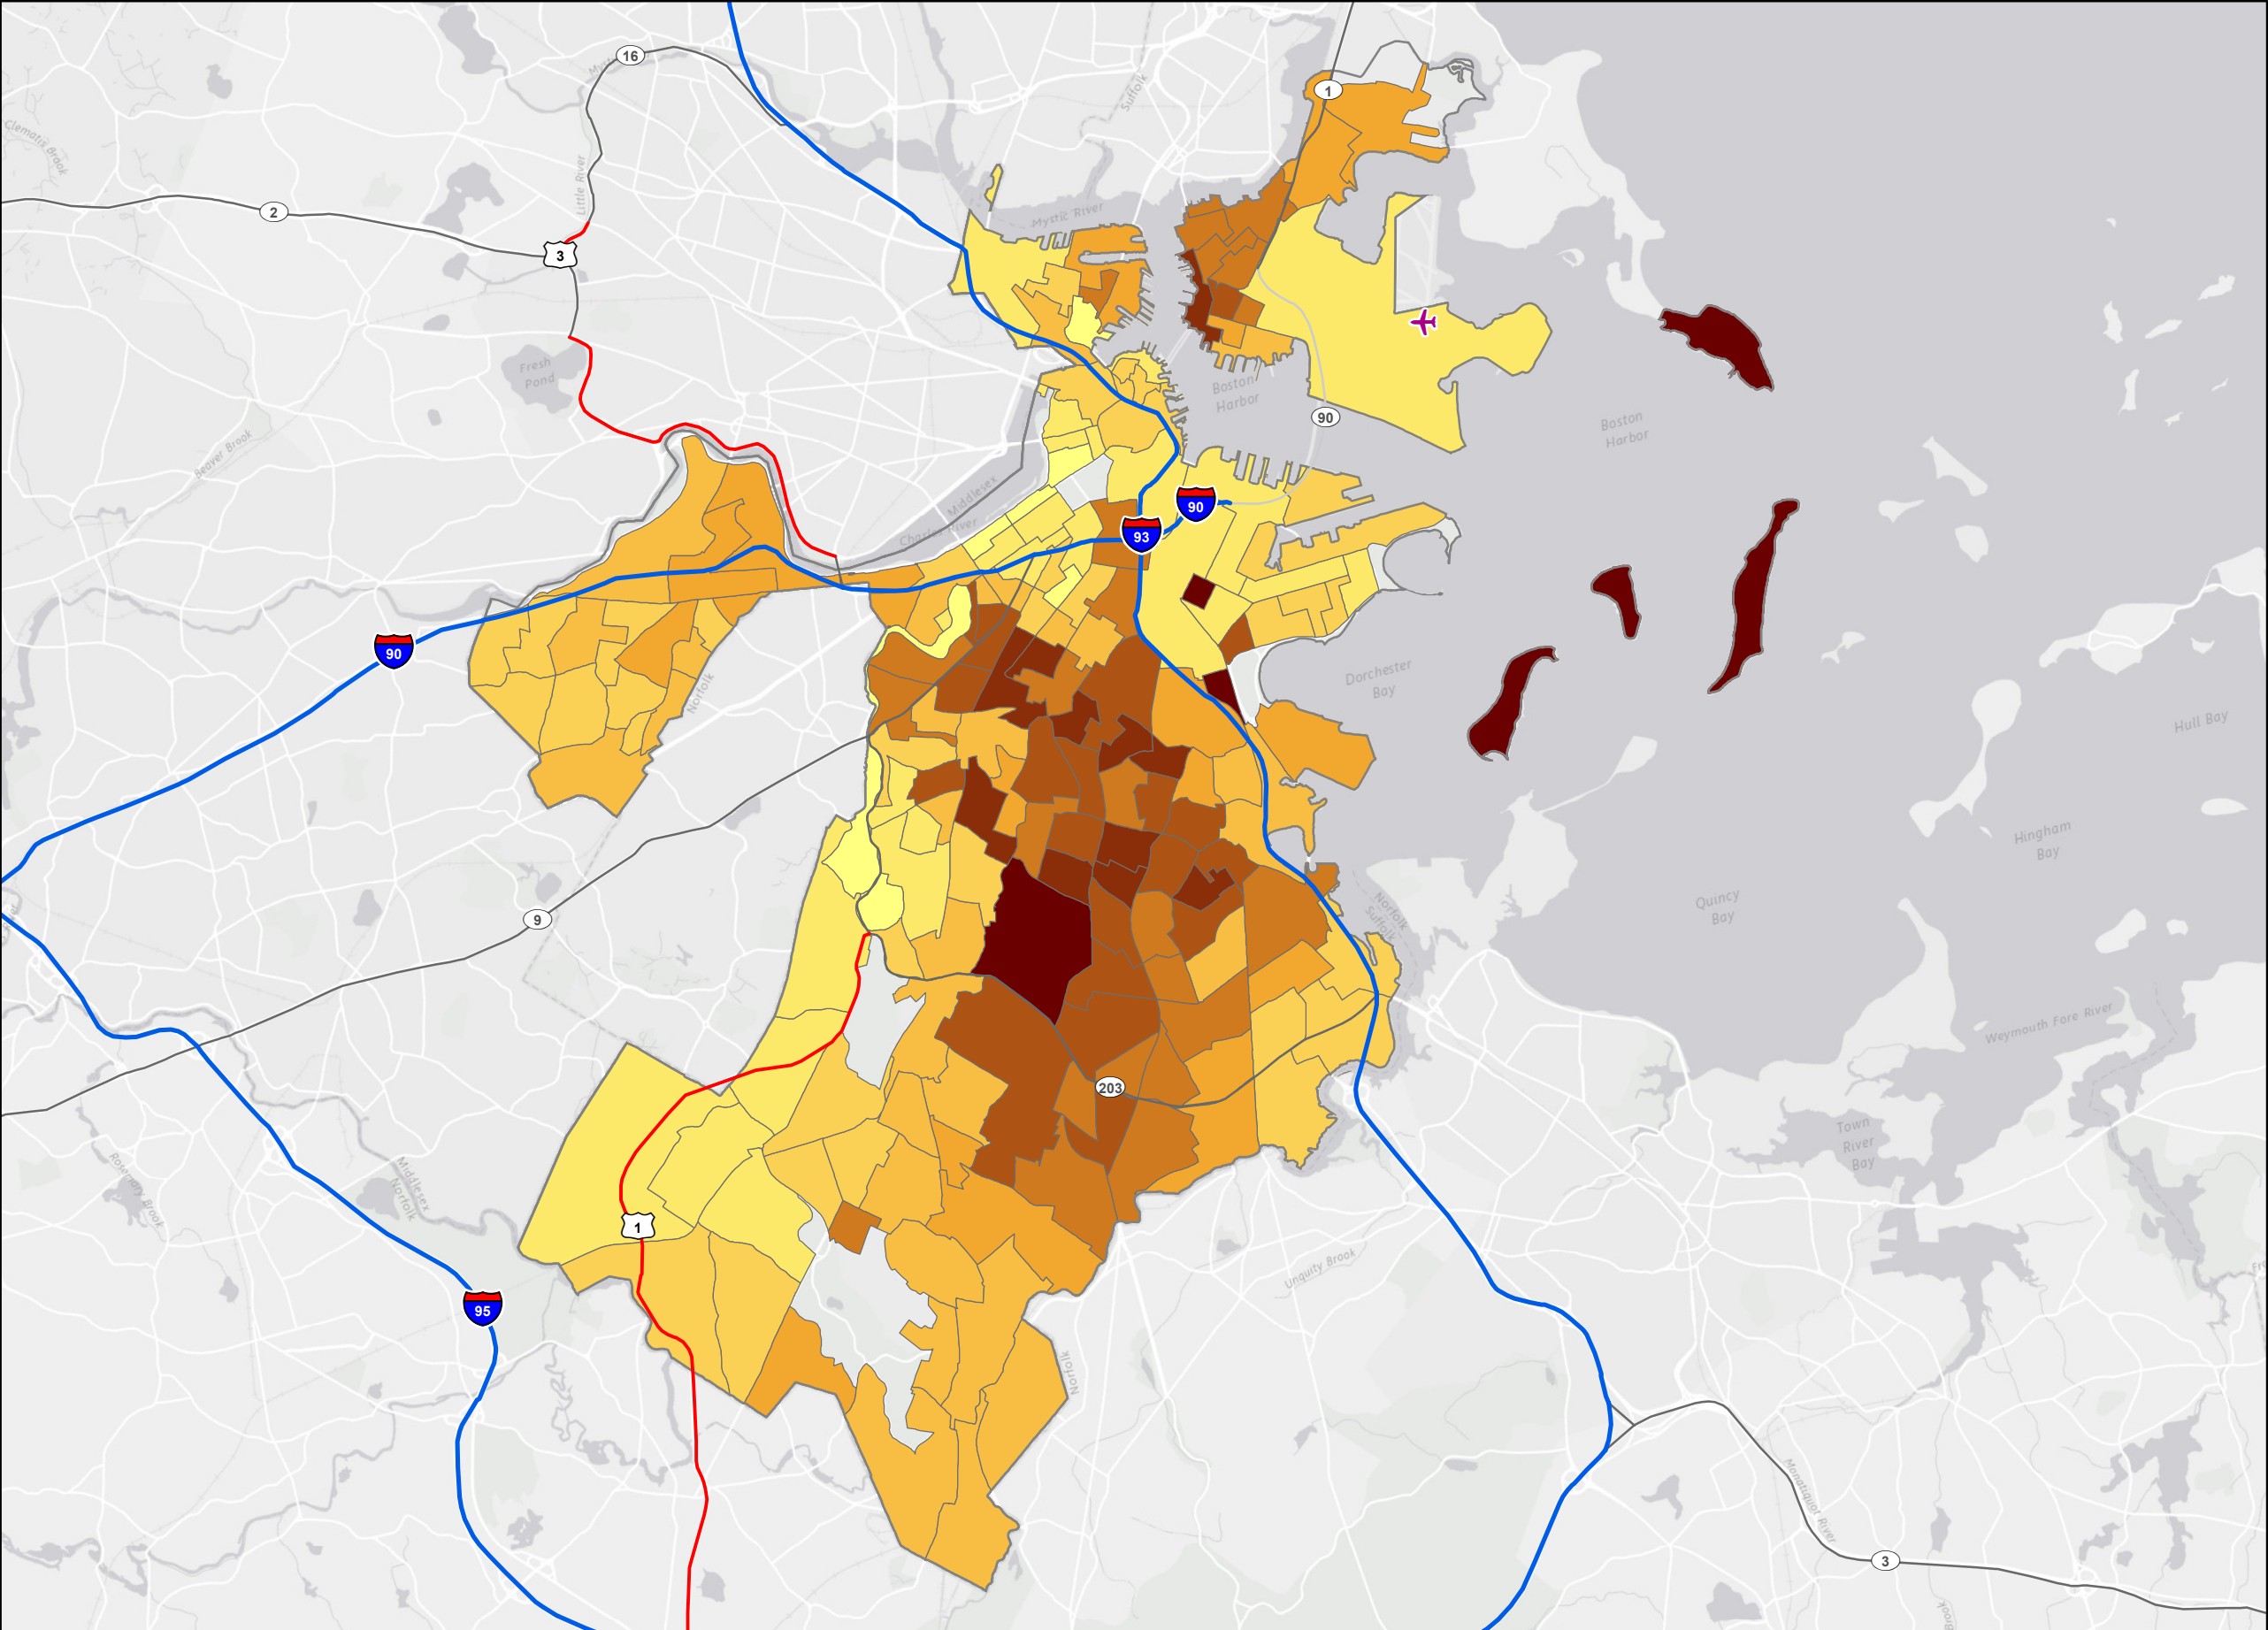 16
1
Mystic River
Suffolk
Clematis Brook
Little River
2
3
Mystic River
Fresh
Pond
Boston
Harbor
90
Boston
Harbor
Beaver Brook
Middlesex
Charles River
90
93
90
Norfolk
Dorchester
Bay
Hull Bay
Hingham
Bay
Quincy
Bay
Norfolk
Suffolk
9
Weymouth Fore River
203
Town
River
Bay
Rosemary Brook
Middlesex
Norfolk
1
Unquity Brook
95
Norfolk
Monatiquot River
3